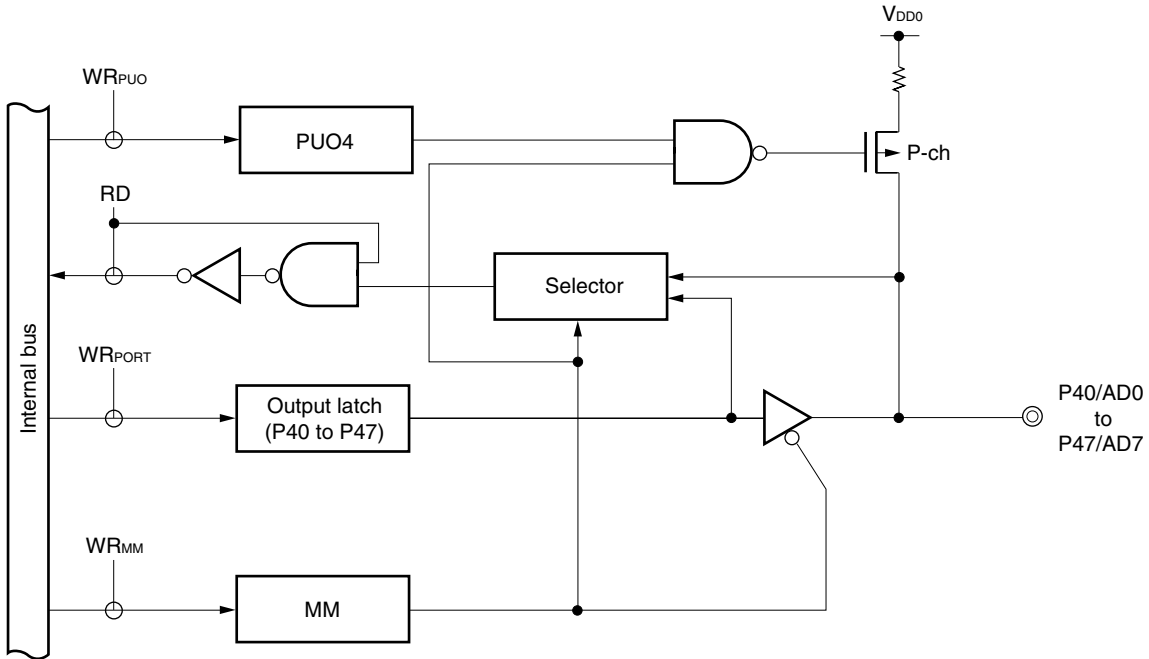 VDD0
WRPUO
PUO4
P-ch
RD
Selector
Internal bus
WRPORT
Output latch
(P40 to P47)
P40/AD0
to
P47/AD7
WRMM
MM